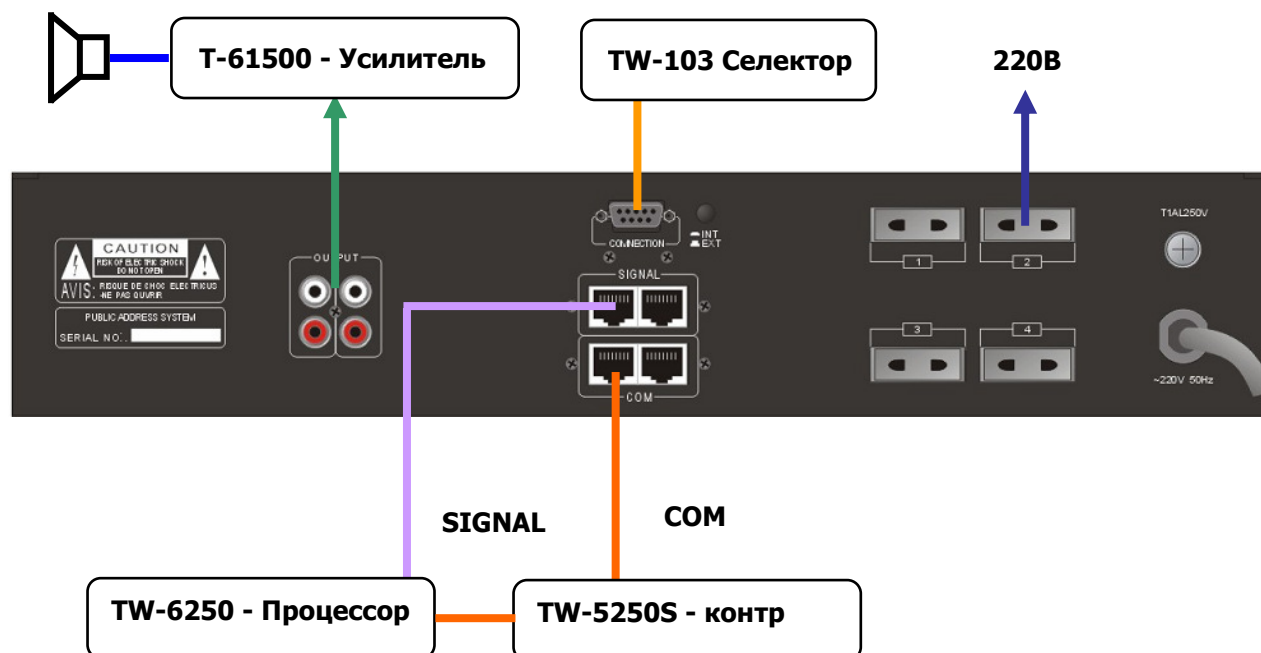 T-61500 - Усилитель
TW-103 Селектор
220В
CAUTION
RISK OF ELECTRIC SHOCK
DO NOT OPEN
AVIS: RISQUE DE CHOC ELECTRICUS
-NE PAS OUVRIR
PUBLIC ADDRESS SYSTEM
SERIAL NO:.
OUTPUT
CONNECTION
INT
EXT
SIGNAL
COM
1
2
3
4
T1AL250V
~220V 50Hz
SIGNAL
COM
TW-6250 - Процессор
TW-5250S - контр